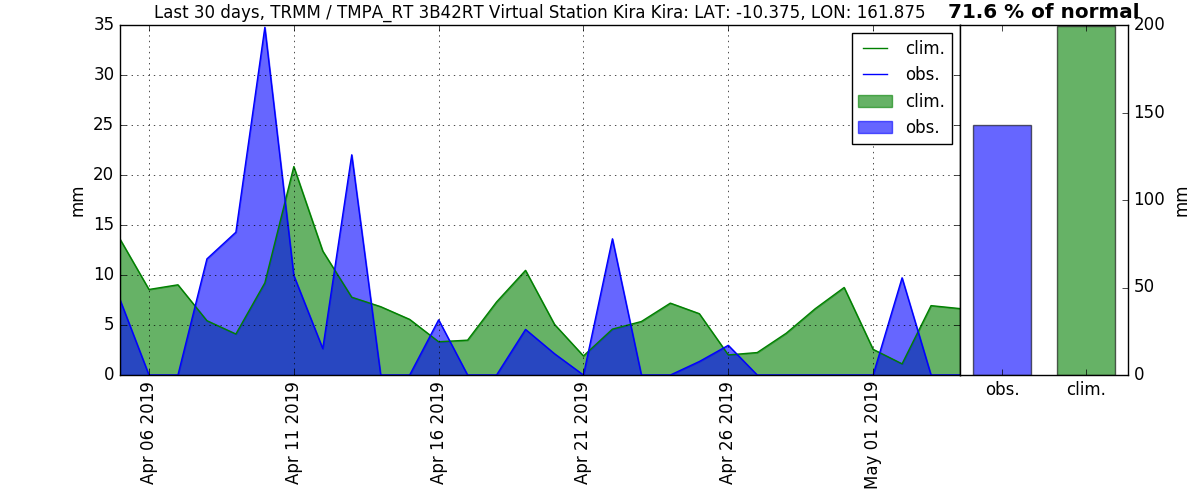 Last 30 days, TRMM / TMPA_RT 3B42RT Virtual Station Kira Kira: LAT: -10.375, LON: 161.875
71.6 % of normal
35
30
25
20
15
10
5
0
mm
clim.
obs.
clim.
obs.
Apr 06 2019
Apr 11 2019
Apr 16 2019
Apr 21 2019
Apr 26 2019
May 01 2019
200
150
100
50
0
mm
obs.
clim.